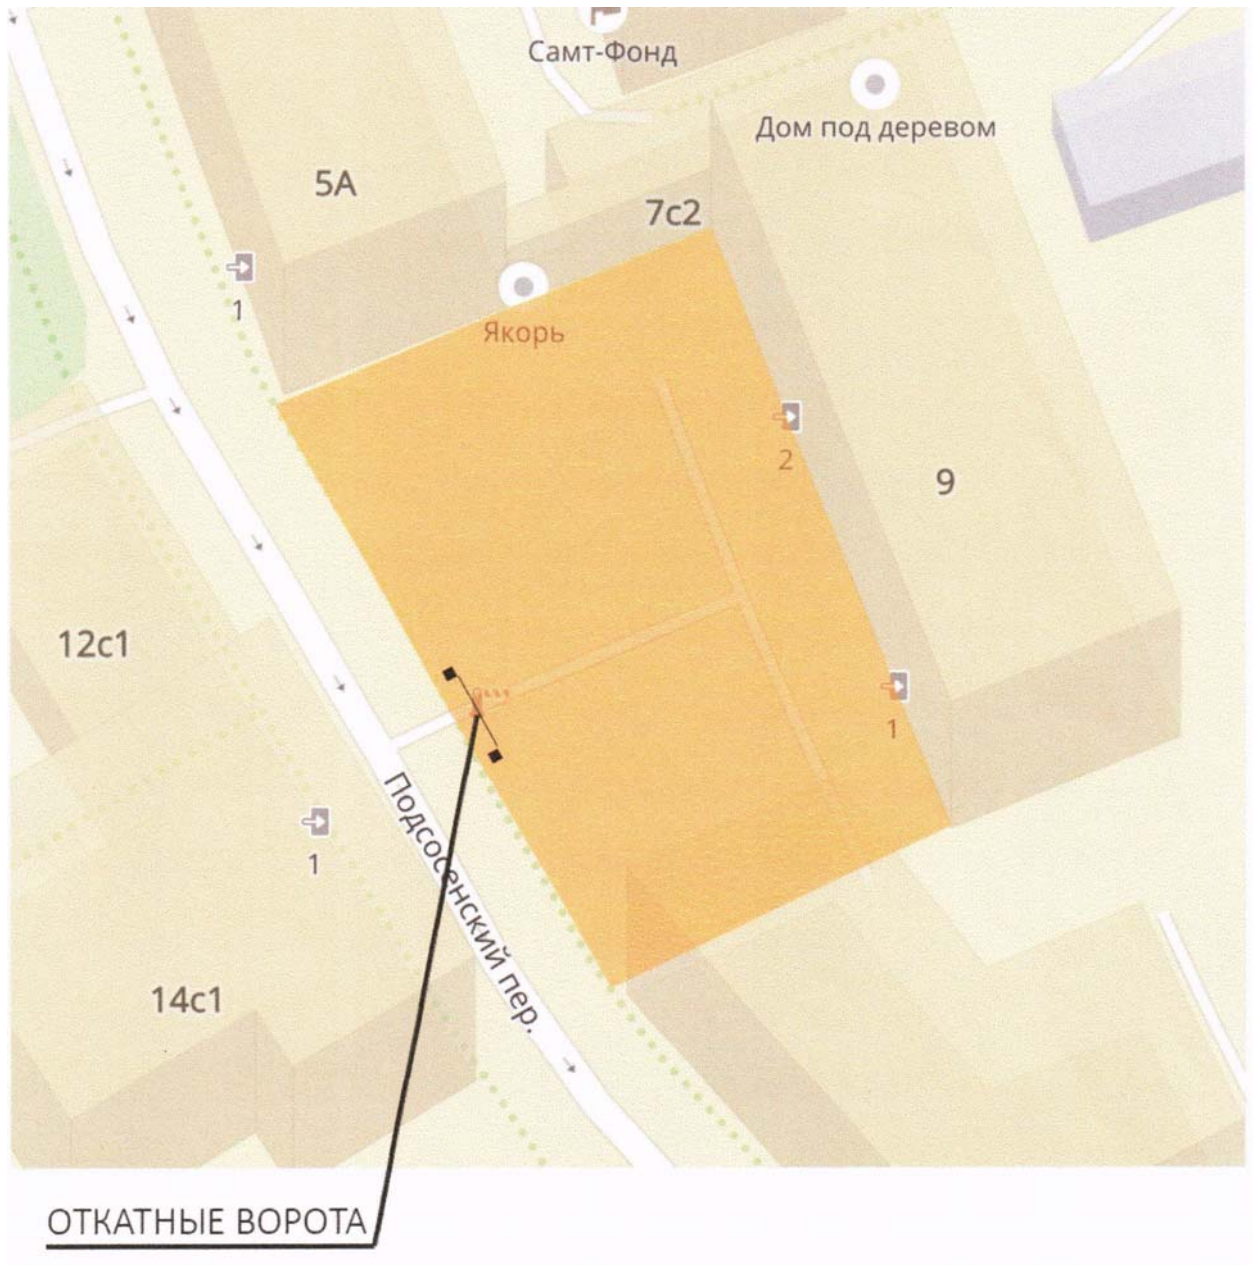 Самт-Фонд
Дом под деревом
5А
7с2
1
Якорь
2
9
12с1
1
1
Подсосенский пер.
14с1
ОТКАТНЫЕ ВОРОТА